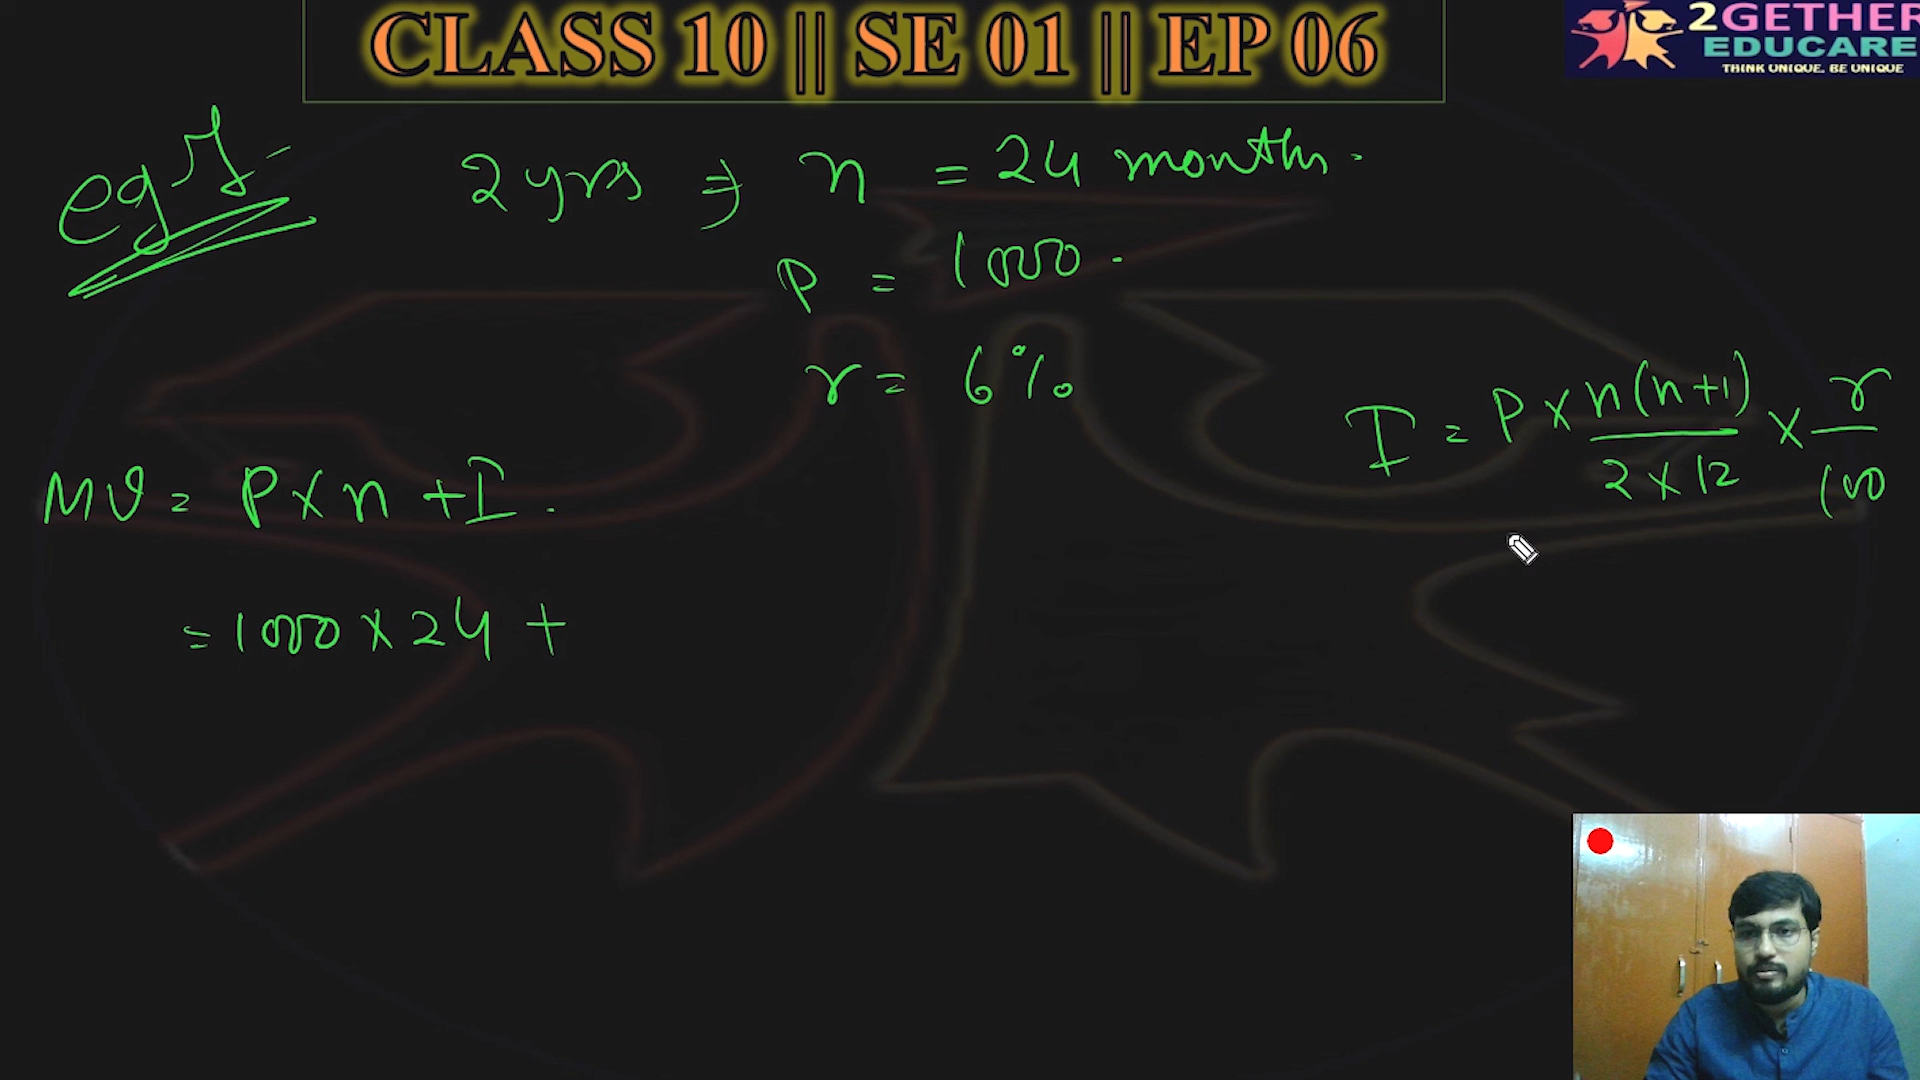 CLASS 10 || SE 01 || EP 06
2GETHER
EDUCARE
THINK UNIQUE. BE UNIQUE
2 yrs ⇒ n = 24 months.
P = 1000.
r = 6%
I = P × n(n+1) / 2 × 12 × r / 100
MV = P × n + I.
= 1000 × 24 +